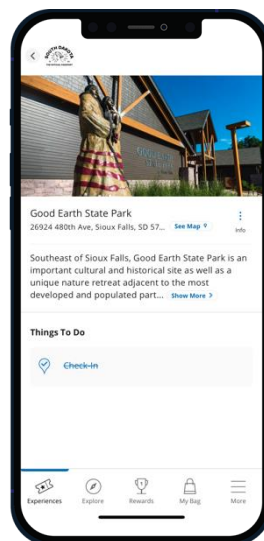 SOUTH DAKOTA
Good Earth State Park
26924 480th Ave, Sioux Falls, SD 57... See Map
Info
Southeast of Sioux Falls, Good Earth State Park is an
important cultural and historical site as well as a
unique nature retreat adjacent to the most
developed and populated part... Show More >
Things To Do
Check-In
Experiences Explore Rewards My Bag More